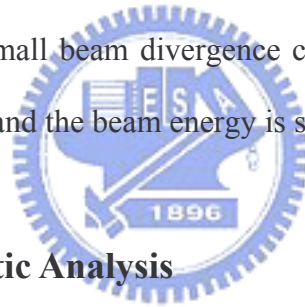 mall beam divergence c
and the beam energy is s
E S A
1896
tic Analysis